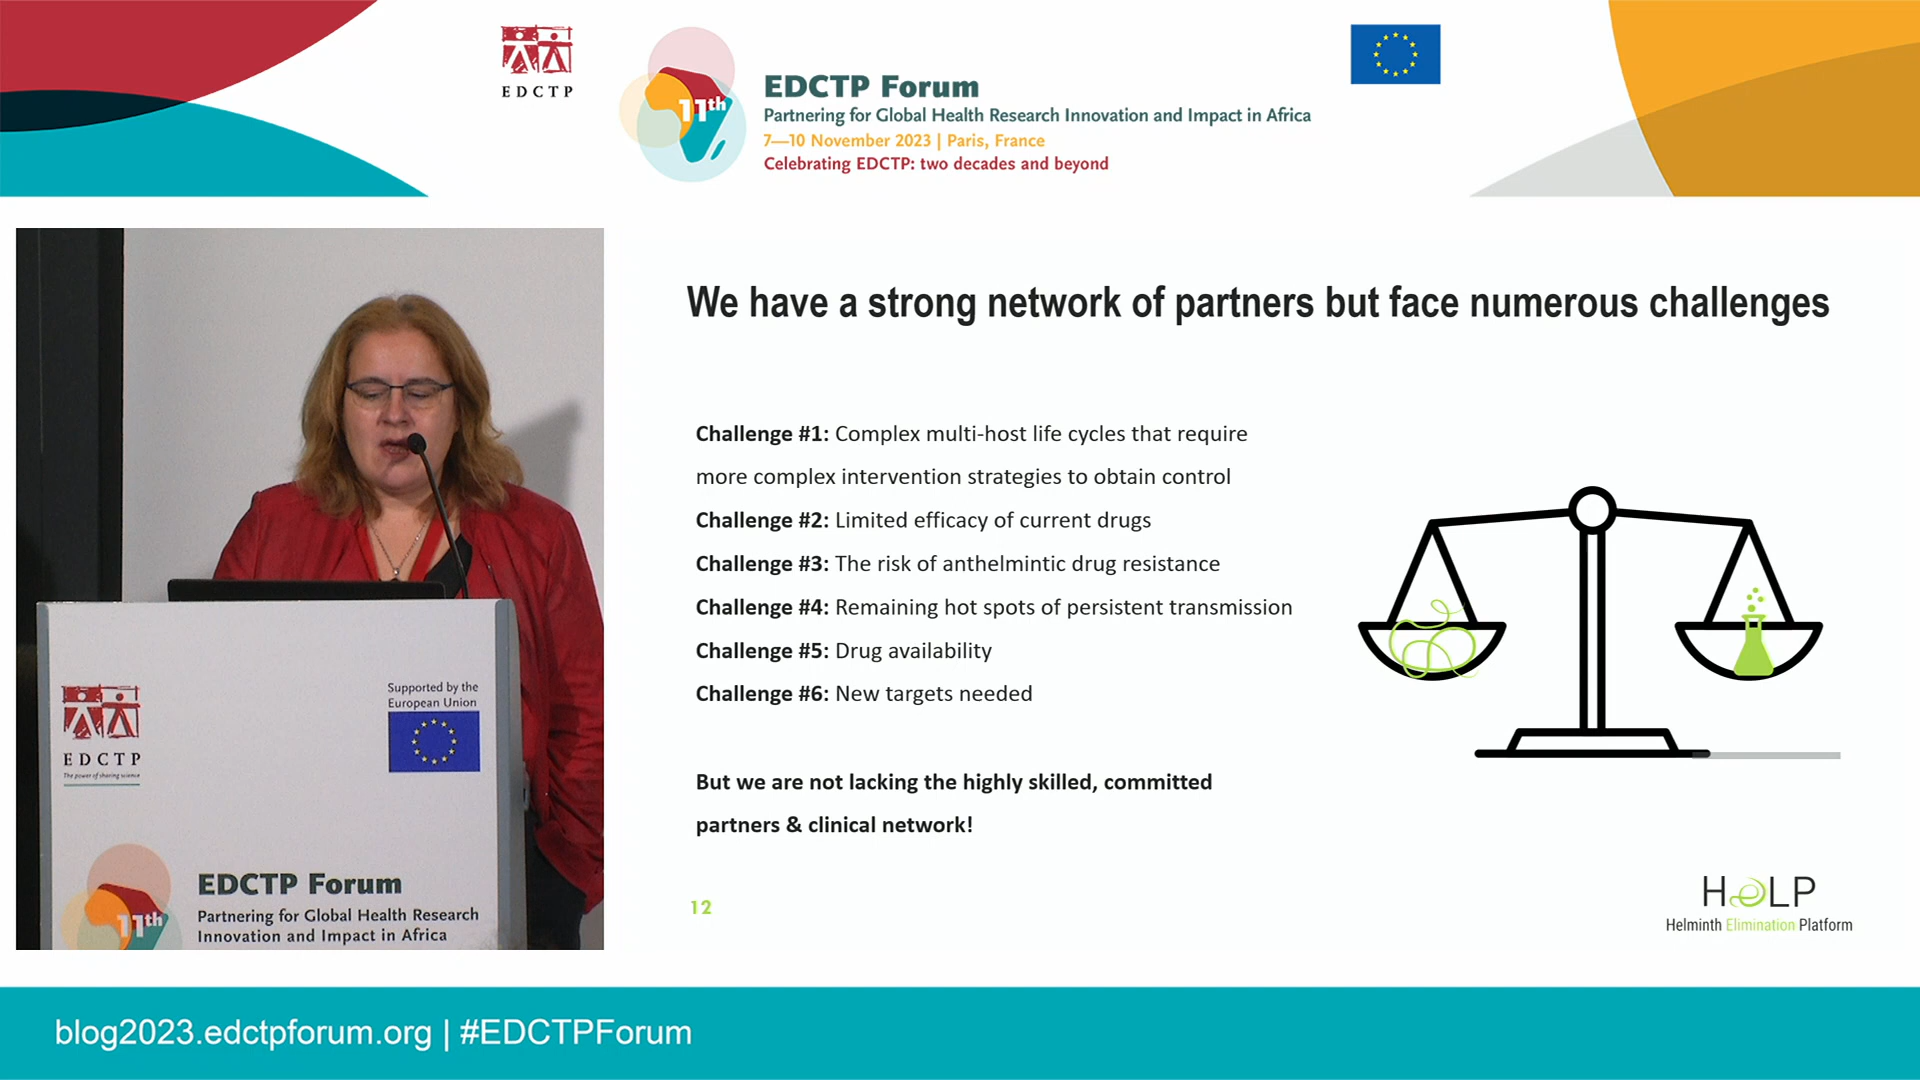 EDCTP
11th
EDCTP Forum
Partnering for Global Health Research Innovation and Impact in Africa
7—10 November 2023 | Paris, France
Celebrating EDCTP: two decades and beyond
We have a strong network of partners but face numerous challenges
Challenge #1: Complex multi-host life cycles that require
more complex intervention strategies to obtain control
Challenge #2: Limited efficacy of current drugs
Challenge #3: The risk of anthelmintic drug resistance
Challenge #4: Remaining hot spots of persistent transmission
Challenge #5: Drug availability
Challenge #6: New targets needed
But we are not lacking the highly skilled, committed
partners & clinical network!
12
HeLP
Helminth Elimination Platform
Supported by the
European Union
EDCTP
The power of sharing science
11th
EDCTP Forum
Partnering for Global Health Research
Innovation and Impact in Africa
blog2023.edctpforum.org | #EDCTPForum